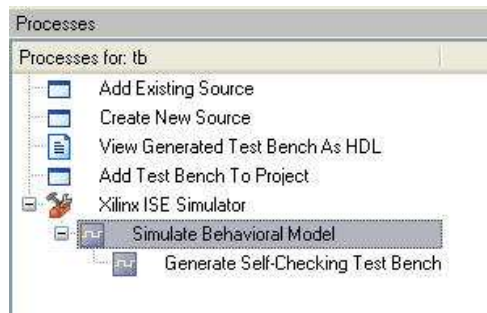 Processes
Processes for: tb
Add Existing Source
Create New Source
View Generated Test Bench As HDL
Add Test Bench To Project
Xilinx ISE Simulator
Simulate Behavioral Model
Generate Self-Checking Test Bench